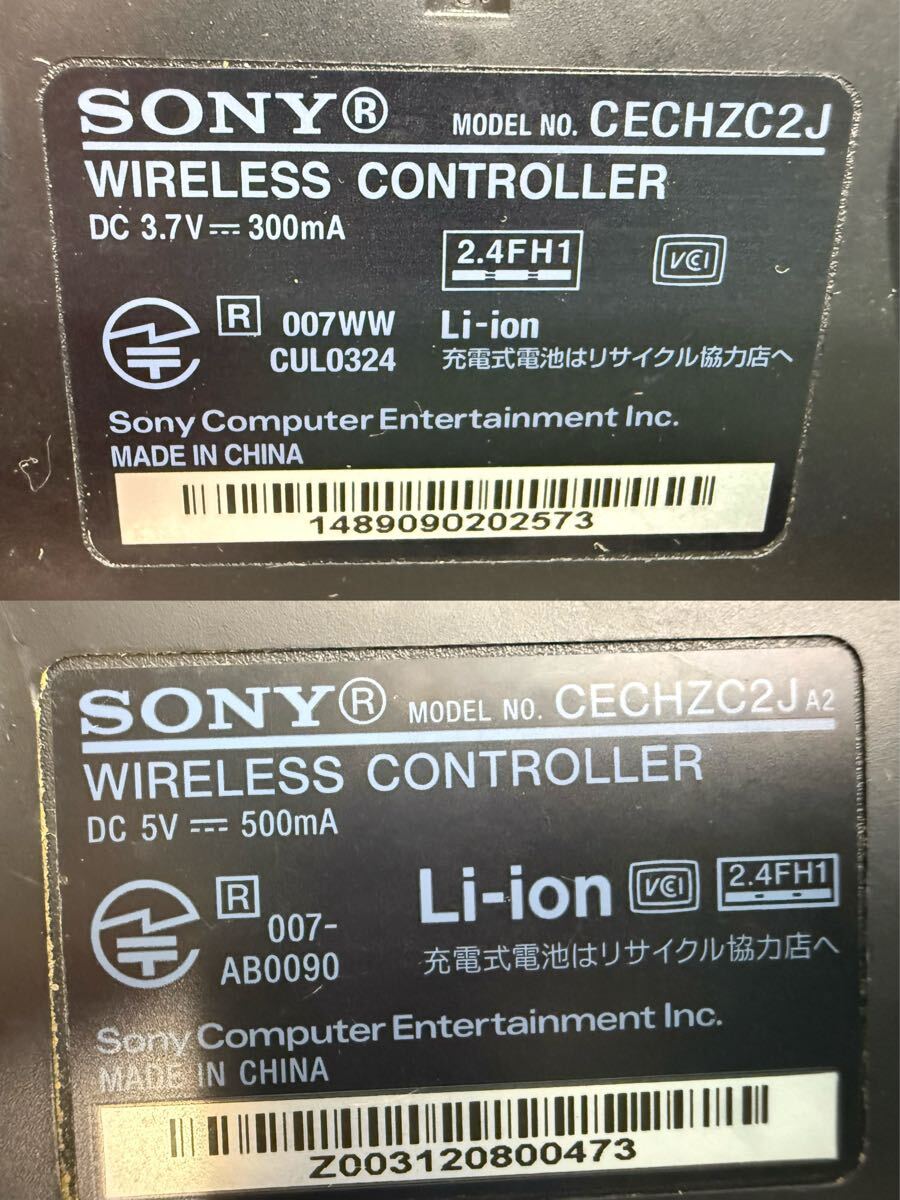 SONY® MODEL NO. CECHZC2J
WIRELESS CONTROLLER
DC 3.7V ⎓ 300mA
2.4FH1
VCCI
R 007WW
CUL0324
Li-ion
充電式電池はリサイクル協力店へ
Sony Computer Entertainment Inc.
MADE IN CHINA
1489090202573
SONY® MODEL NO. CECHZC2J A2
WIRELESS CONTROLLER
DC 5V ⎓ 500mA
R 007-
AB0090
Li-ion
VCCI
2.4FH1
充電式電池はリサイクル協力店へ
Sony Computer Entertainment Inc.
MADE IN CHINA
Z003120800473